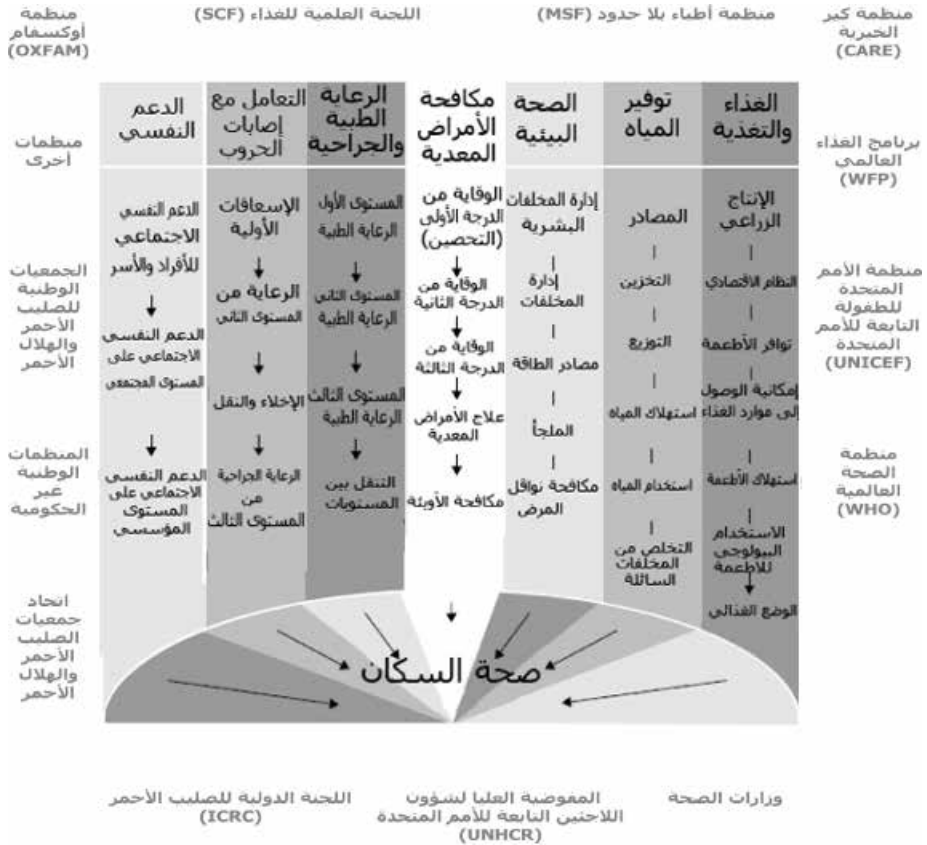 منظمة كير
الخيرية
(CARE)
منظمة أطباء بلا حدود (MSF)
اللجنة العلمية للغذاء (SCF)
منظمة
أوكسفام
(OXFAM)
برنامج الغذاء
العالمي
(WFP)
منظمة الأمم
المتحدة
للطفولة
التابعة للأمم
المتحدة
(UNICEF)
منظمة
الصحة
العالمية
(WHO)
الغذاء
والتغذية
الإنتاج
الزراعي
النظام الاقتصادي
توافر الأطعمة
إمكانية الوصول
إلى موارد الغذاء
استهلاك الأطعمة
الاستخدام
البيولوجي
للأطعمة
الوضع الغذائي
توفير
المياه
المصادر
التخزين
التوزيع
استهلاك المياه
استخدام المياه
التخلص من
المخلفات
السائلة
الصحة
البيئية
إدارة المخلفات
البشرية
إدارة
المخلفات
مصادر الطاقة
الملجأ
مكافحة نواقل
المرض
مكافحة
الأمراض
المعدية
الوقاية من
الدرجة الأولى
(التحصين)
الوقاية من
الدرجة الثانية
الوقاية من
الدرجة الثالثة
علاج الأمراض
المعدية
مكافحة الأوبئة
الرعاية
الطبية
والجراحية
المستوى الأول
الرعاية الطبية
المستوى الثاني
الرعاية الطبية
المستوى الثالث
الرعاية الطبية
التنقل بين
المستويات
التعامل مع
إصابات
الحروب
الإسعافات
الأولية
الرعاية من
المستوى الثاني
الإخلاء والنقل
الرعاية الجراحية
من
المستوى الثالث
الدعم
النفسي
الدعم النفسي
الاجتماعي
للأفراد والأسر
الدعم النفسي
الاجتماعي على
المستوى المجتمعي
الدعم النفسي
الاجتماعي على
المستوى
المؤسسي
منظمات
أخرى
الجمعيات
الوطنية
للصليب
الأحمر
والهلال
الأحمر
المنظمات
الوطنية
غير
الحكومية
اتحاد
جمعيات
الصليب
الأحمر
والهلال
الأحمر
صحة السكان
وزارات الصحة
المفوضية العليا لشؤون
اللاجئين التابعة للأمم المتحدة
(UNHCR)
اللجنة الدولية للصليب الأحمر
(ICRC)